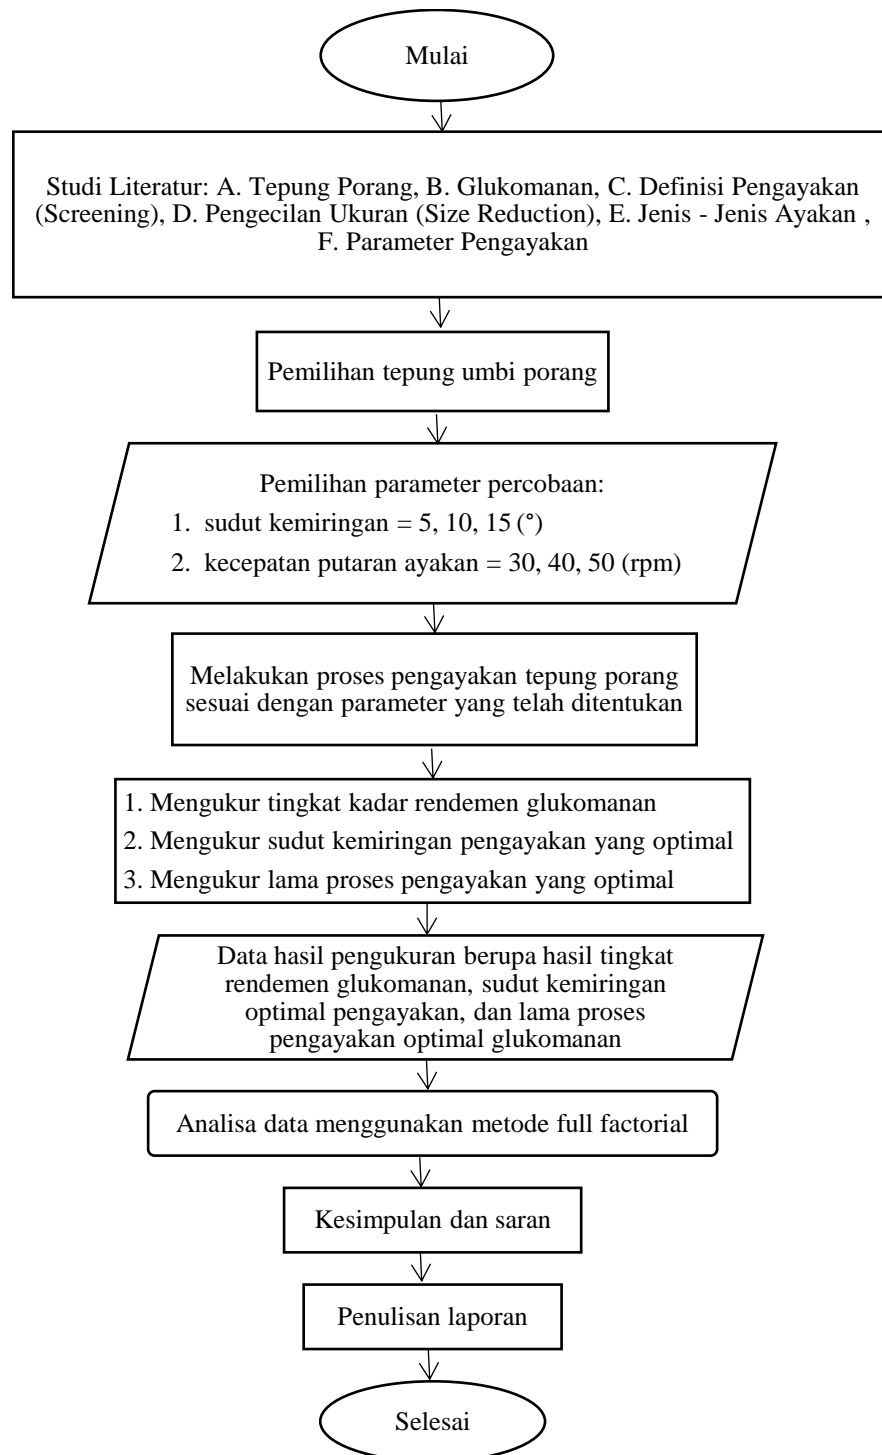 Mulai
Studi Literatur: A. Tepung Porang, B. Glukomanan, C. Definisi Pengayakan
(Screening), D. Pengecilan Ukuran (Size Reduction), E. Jenis - Jenis Ayakan ,
F. Parameter Pengayakan
Pemilihan tepung umbi porang
Pemilihan parameter percobaan:
1. sudut kemiringan = 5, 10, 15 (°)
2. kecepatan putaran ayakan = 30, 40, 50 (rpm)
Melakukan proses pengayakan tepung porang
sesuai dengan parameter yang telah ditentukan
1. Mengukur tingkat kadar rendemen glukomanan
2. Mengukur sudut kemiringan pengayakan yang optimal
3. Mengukur lama proses pengayakan yang optimal
Data hasil pengukuran berupa hasil tingkat
rendemen glukomanan, sudut kemiringan
optimal pengayakan, dan lama proses
pengayakan optimal glukomanan
Analisa data menggunakan metode full factorial
Kesimpulan dan saran
Penulisan laporan
Selesai